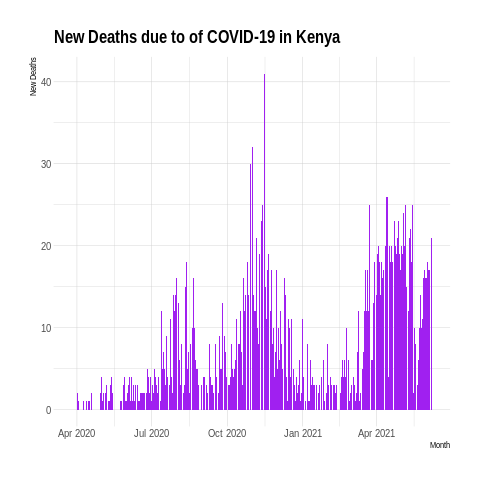 New Deaths due to of COVID-19 in Kenya
New Deaths
40
30
20
10
0
Apr 2020 Jul 2020 Oct 2020 Jan 2021 Apr 2021
Month